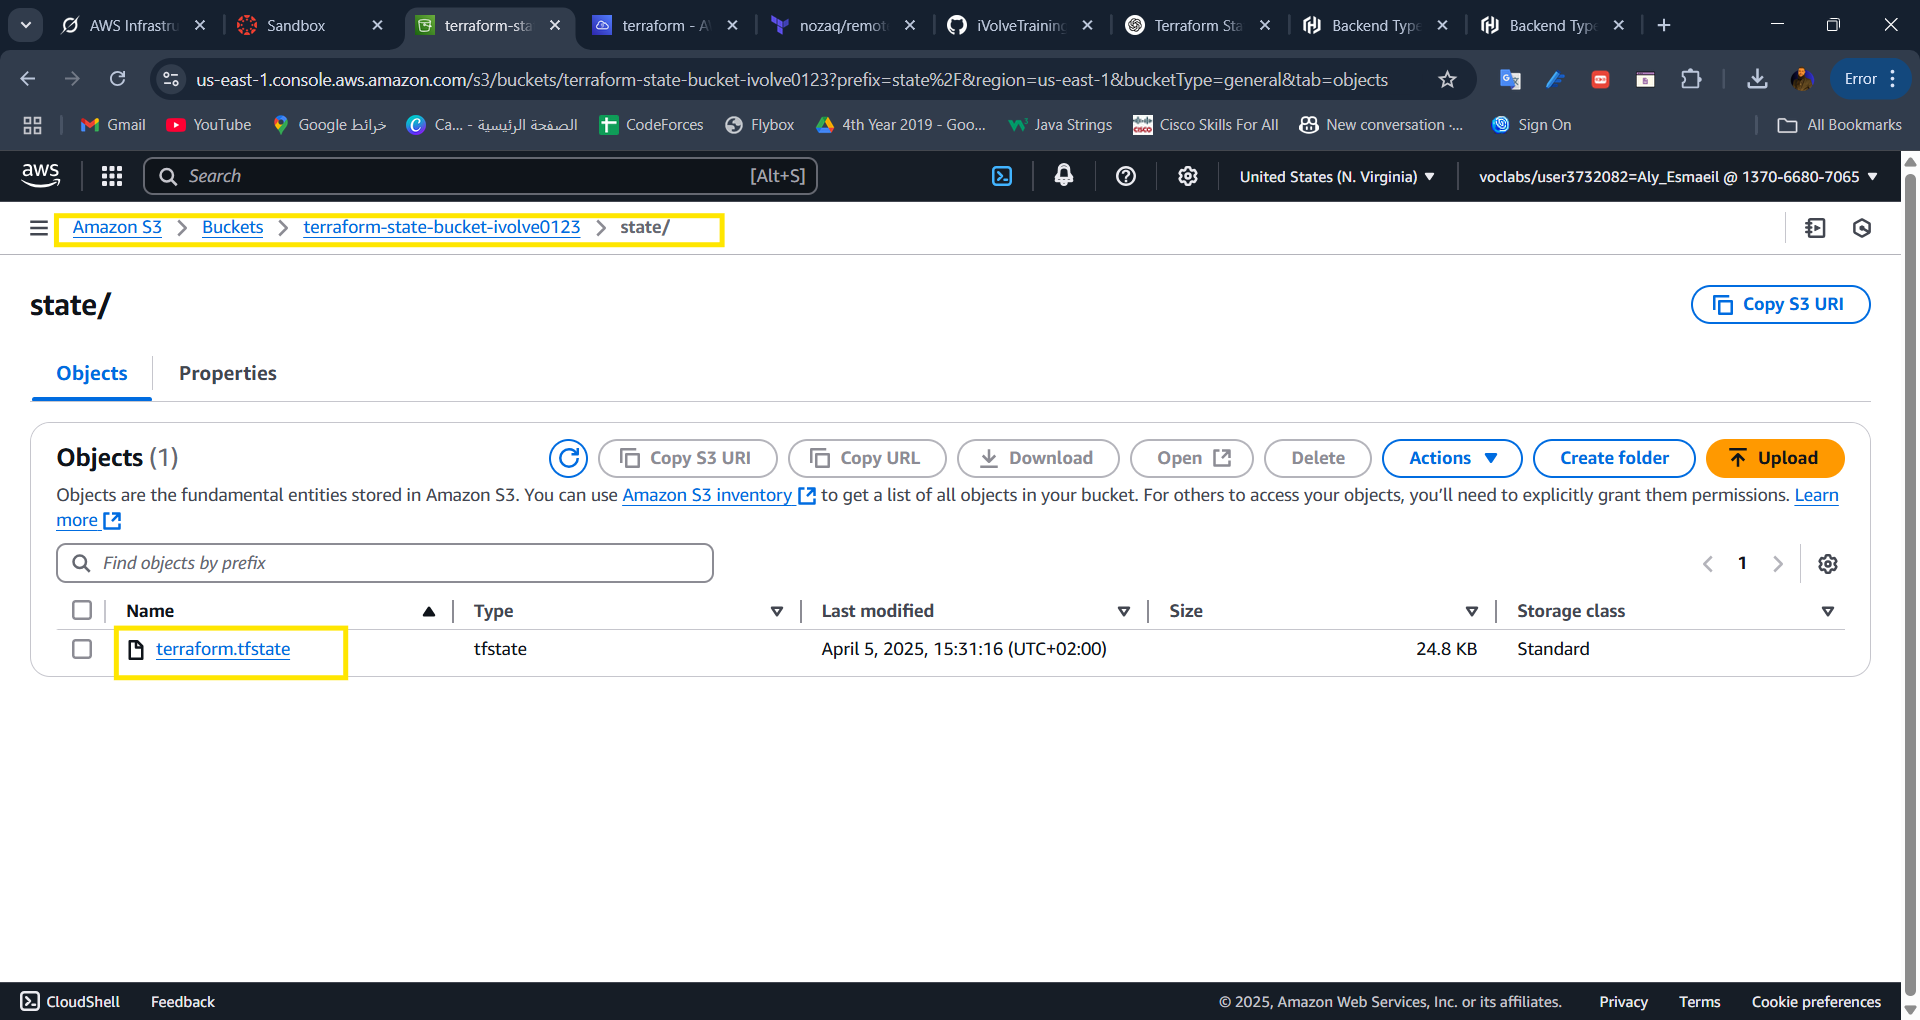 AWS Infrastru
Sandbox
terraform-sta
terraform - A
nozaq/remot
iVolveTraining
Terraform Sta
Backend Type
Backend Type
us-east-1.console.aws.amazon.com/s3/buckets/terraform-state-bucket-ivolve0123?prefix=state%2F&region=us-east-1&bucketType=general&tab=objects
Error
Gmail
YouTube
خرائط Google
Ca... - الصفحة الرئيسية
CodeForces
Flybox
4th Year 2019 - Goo...
Java Strings
Cisco Skills For All
New conversation ·...
Sign On
All Bookmarks
aws
Search
[Alt+S]
United States (N. Virginia)
voclabs/user3732082=Aly_Esmaeil @ 1370-6680-7065
Amazon S3 > Buckets > terraform-state-bucket-ivolve0123 > state/
state/
Copy S3 URI
Objects
Properties
Objects (1)
Copy S3 URI
Copy URL
Download
Open
Delete
Actions
Create folder
Upload
Objects are the fundamental entities stored in Amazon S3. You can use Amazon S3 inventory to get a list of all objects in your bucket. For others to access your objects, you’ll need to explicitly grant them permissions. Learn
more
Find objects by prefix
1
Name
Type
Last modified
Size
Storage class
terraform.tfstate
tfstate
April 5, 2025, 15:31:16 (UTC+02:00)
24.8 KB
Standard
CloudShell
Feedback
© 2025, Amazon Web Services, Inc. or its affiliates.
Privacy
Terms
Cookie preferences